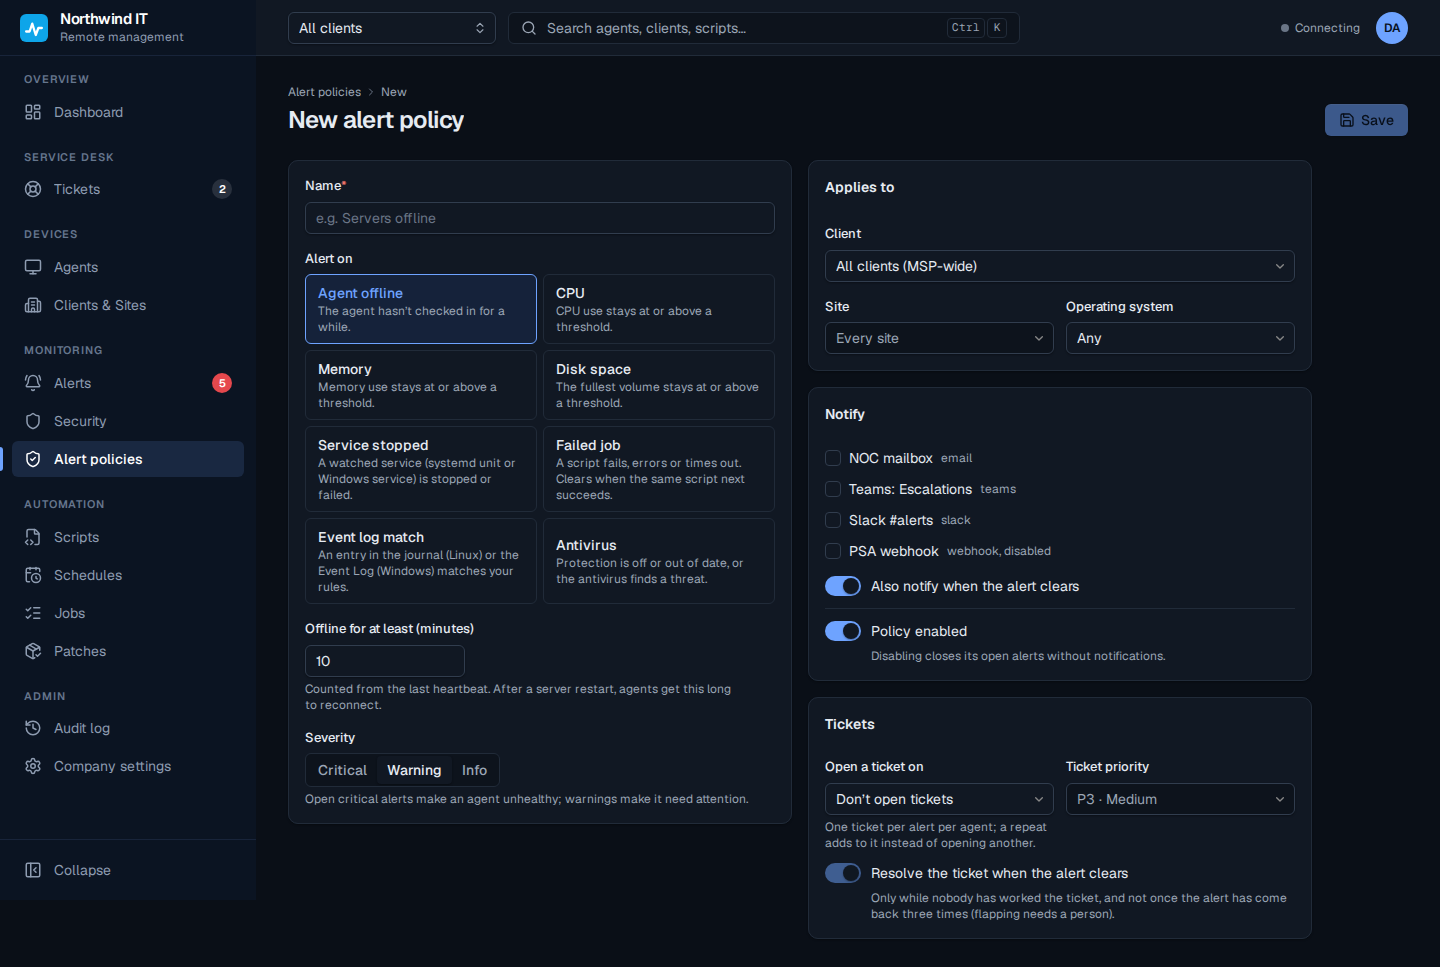 Northwind IT
Remote management
All clients
Search agents, clients, scripts...
Ctrl K
Connecting
DA
OVERVIEW
Dashboard
SERVICE DESK
Tickets
2
DEVICES
Agents
Clients & Sites
MONITORING
Alerts
5
Security
Alert policies
AUTOMATION
Scripts
Schedules
Jobs
Patches
ADMIN
Audit log
Company settings
Collapse
Alert policies > New
New alert policy
Save
Name*
e.g. Servers offline
Alert on
Agent offline
The agent hasn't checked in for a
while.
CPU
CPU use stays at or above a
threshold.
Memory
Memory use stays at or above a
threshold.
Disk space
The fullest volume stays at or above
a threshold.
Service stopped
A watched service (systemd unit or
Windows service) is stopped or
failed.
Failed job
A script fails, errors or times out.
Clears when the same script next
succeeds.
Event log match
An entry in the journal (Linux) or the
Event Log (Windows) matches your
rules.
Antivirus
Protection is off or out of date, or
the antivirus finds a threat.
Offline for at least (minutes)
10
Counted from the last heartbeat. After a server restart, agents get this long
to reconnect.
Severity
Critical Warning Info
Open critical alerts make an agent unhealthy; warnings make it need attention.
Applies to
Client
All clients (MSP-wide)
Site
Every site
Operating system
Any
Notify
NOC mailbox email
Teams: Escalations teams
Slack #alerts slack
PSA webhook webhook, disabled
Also notify when the alert clears
Policy enabled
Disabling closes its open alerts without notifications.
Tickets
Open a ticket on
Don't open tickets
One ticket per alert per agent; a repeat
adds to it instead of opening another.
Ticket priority
P3 · Medium
Resolve the ticket when the alert clears
Only while nobody has worked the ticket, and not once the alert has come
back three times (flapping needs a person).